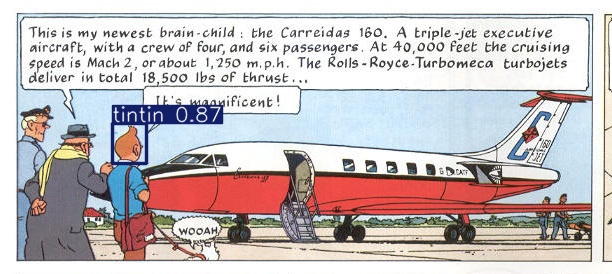 This is my newest brain-child: the Carreidas 160. A triple-jet executive
aircraft, with a crew of four, and six passengers. At 40,000 feet the cruising
speed is Mach 2, or about 1,250 m.p.h. The Rolls-Royce-Turbomeca turbojets
deliver in total 18,500 lbs of thrust...
It's magnificent!
tintin 0.87
160
JET
WOOAH